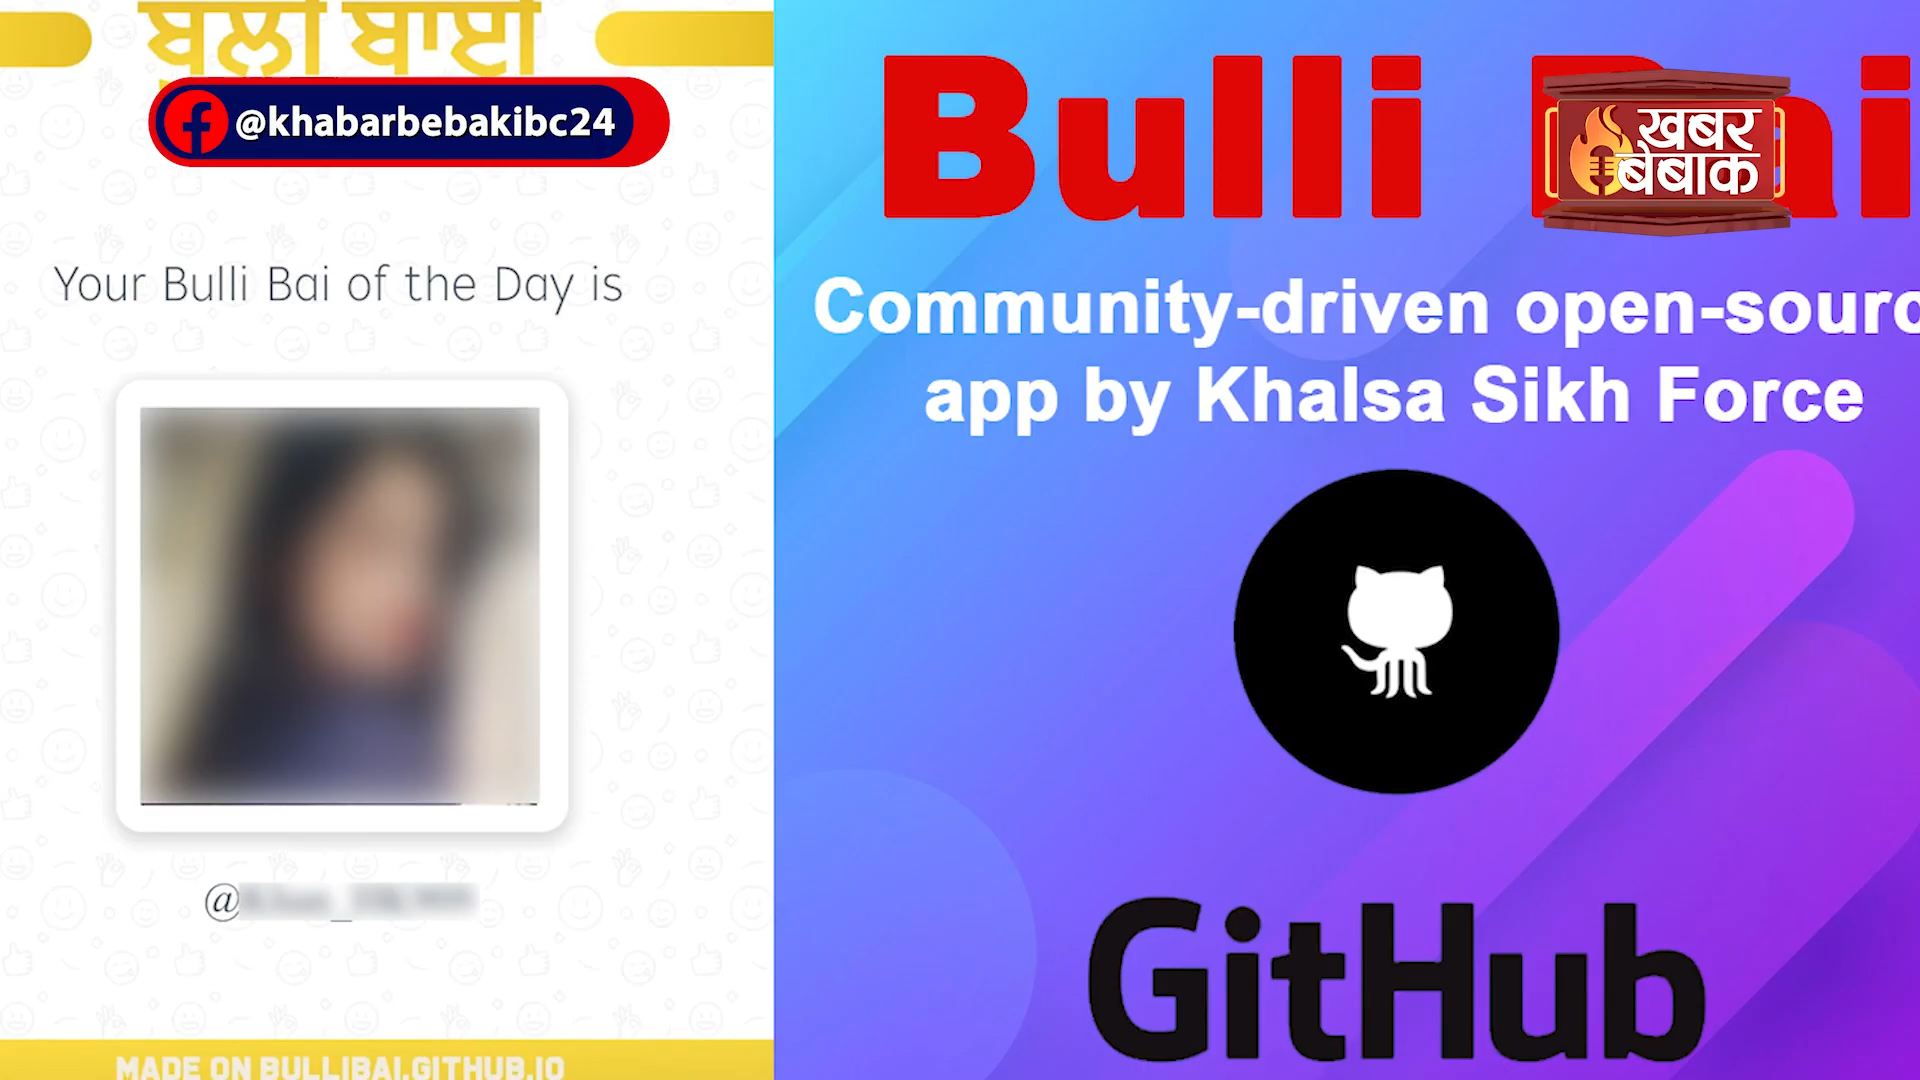 ਬੁਲੀ ਬਾਈ
@khabarbebakibc24
Your Bulli Bai of the Day is
@
MADE ON BULLIBAI.GITHUB.IO
Bulli
खबर
बेबाक
Community-driven open-sourc
app by Khalsa Sikh Force
GitHub